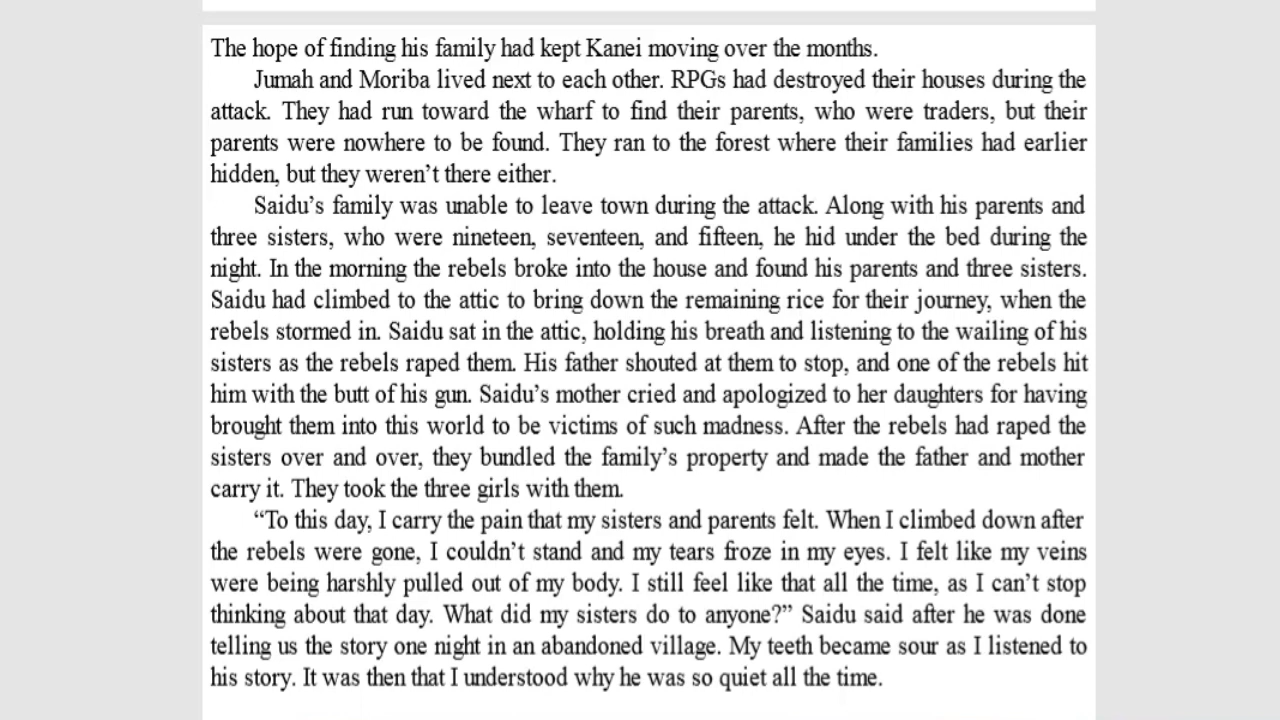 The hope of finding his family had kept Kanei moving over the months.
Jumah and Moriba lived next to each other. RPGs had destroyed their houses during the
attack. They had run toward the wharf to find their parents, who were traders, but their
parents were nowhere to be found. They ran to the forest where their families had earlier
hidden, but they weren’t there either.
Saidu’s family was unable to leave town during the attack. Along with his parents and
three sisters, who were nineteen, seventeen, and fifteen, he hid under the bed during the
night. In the morning the rebels broke into the house and found his parents and three sisters.
Saidu had climbed to the attic to bring down the remaining rice for their journey, when the
rebels stormed in. Saidu sat in the attic, holding his breath and listening to the wailing of his
sisters as the rebels raped them. His father shouted at them to stop, and one of the rebels hit
him with the butt of his gun. Saidu’s mother cried and apologized to her daughters for having
brought them into this world to be victims of such madness. After the rebels had raped the
sisters over and over, they bundled the family’s property and made the father and mother
carry it. They took the three girls with them.
“To this day, I carry the pain that my sisters and parents felt. When I climbed down after
the rebels were gone, I couldn’t stand and my tears froze in my eyes. I felt like my veins
were being harshly pulled out of my body. I still feel like that all the time, as I can’t stop
thinking about that day. What did my sisters do to anyone?” Saidu said after he was done
telling us the story one night in an abandoned village. My teeth became sour as I listened to
his story. It was then that I understood why he was so quiet all the time.